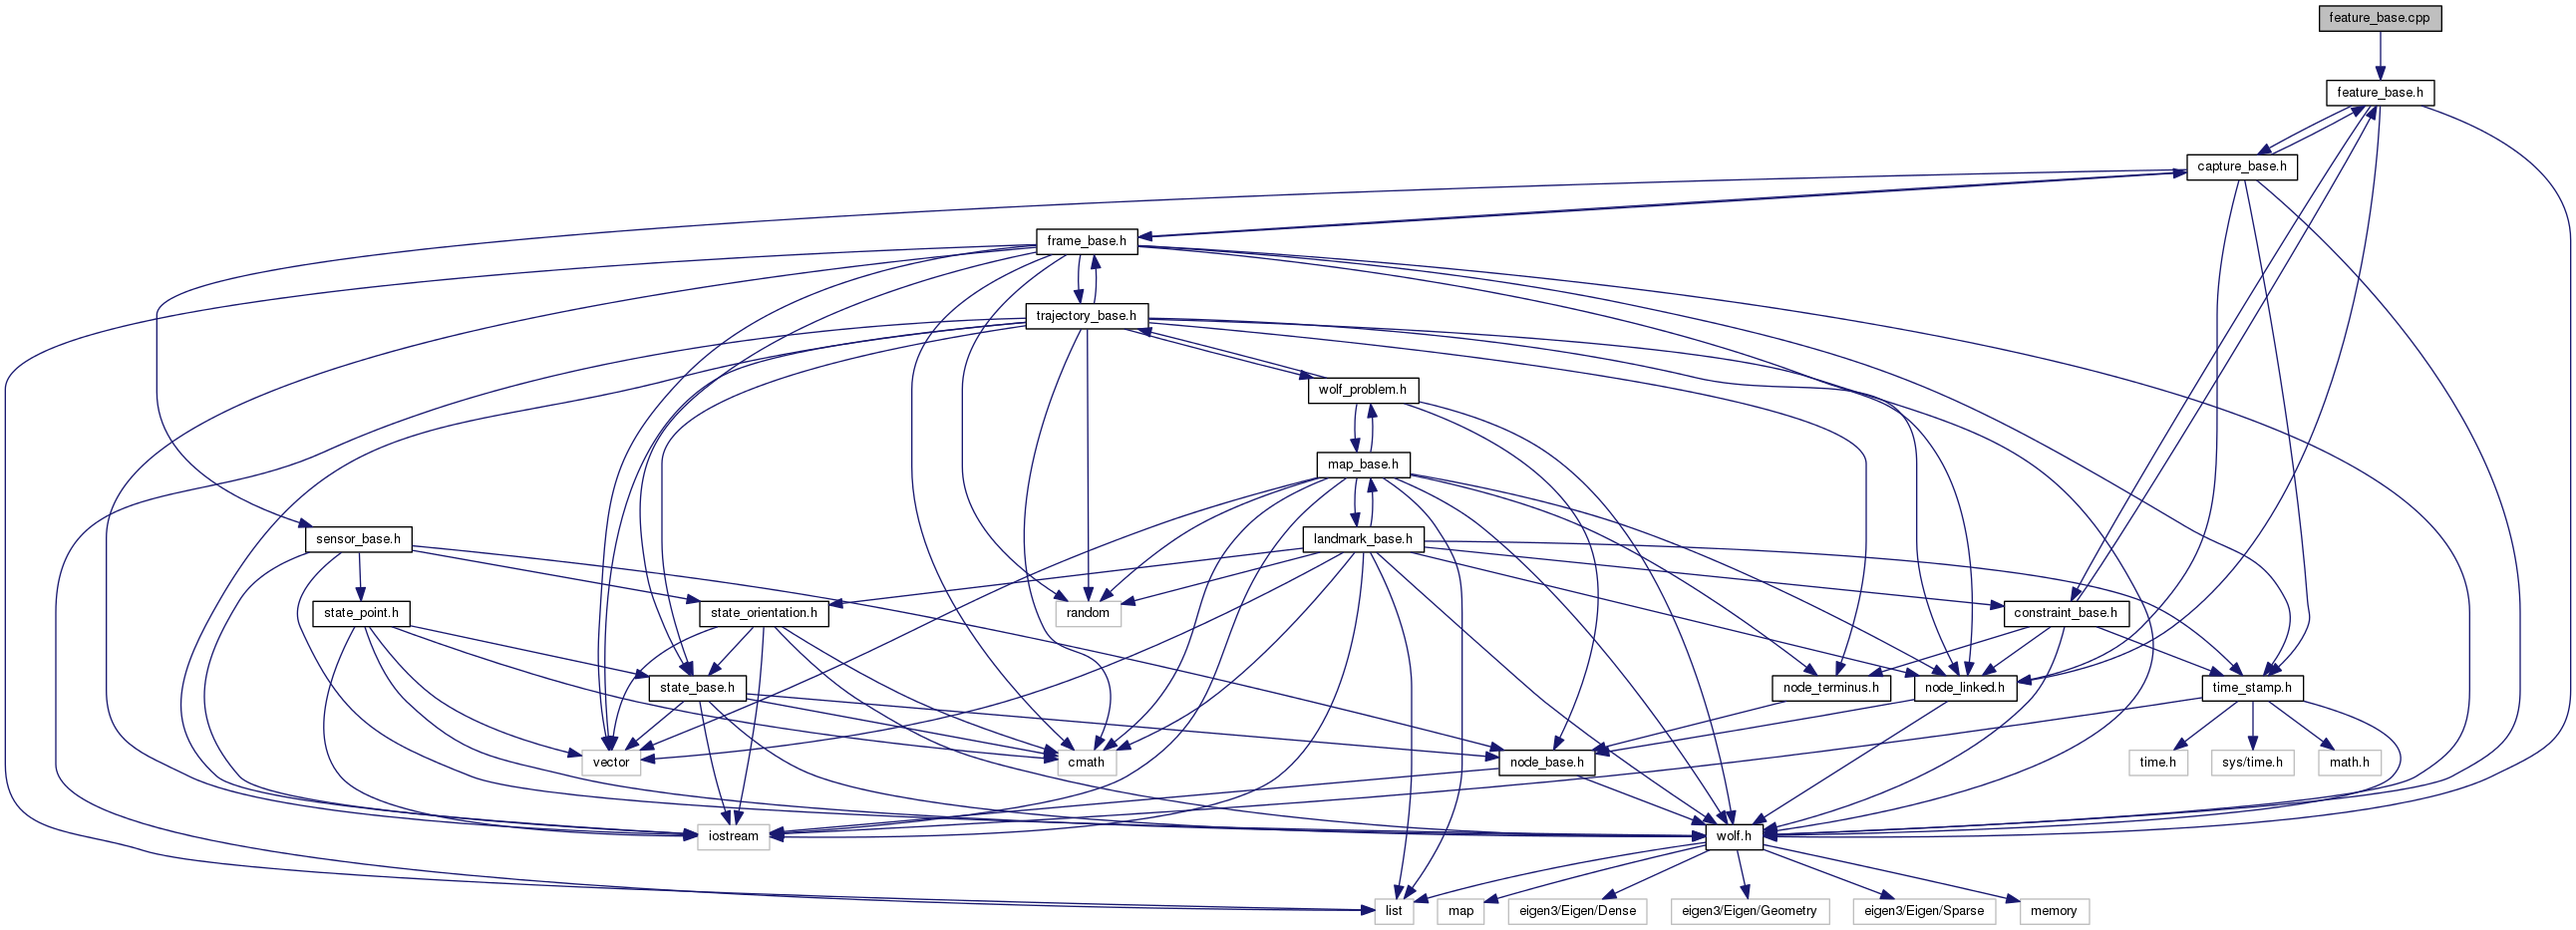 feature_base.cpp
feature_base.h
capture_base.h
frame_base.h
trajectory_base.h
wolf_problem.h
map_base.h
sensor_base.h
landmark_base.h
state_point.h
state_orientation.h
random
constraint_base.h
state_base.h
node_terminus.h
node_linked.h
time_stamp.h
vector
cmath
node_base.h
time.h
sys/time.h
math.h
iostream
wolf.h
list
map
eigen3/Eigen/Dense
eigen3/Eigen/Geometry
eigen3/Eigen/Sparse
memory